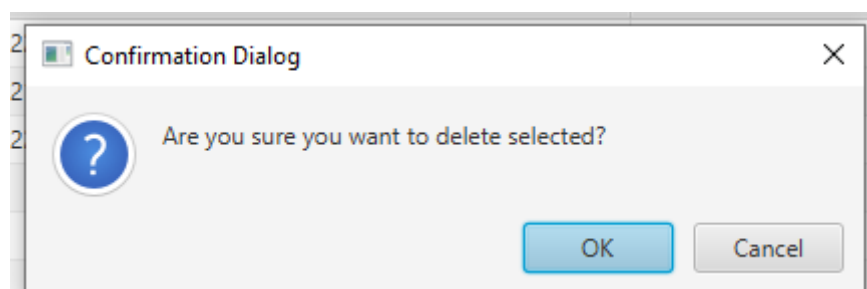 Confirmation Dialog
?
Are you sure you want to delete selected?
OK
Cancel